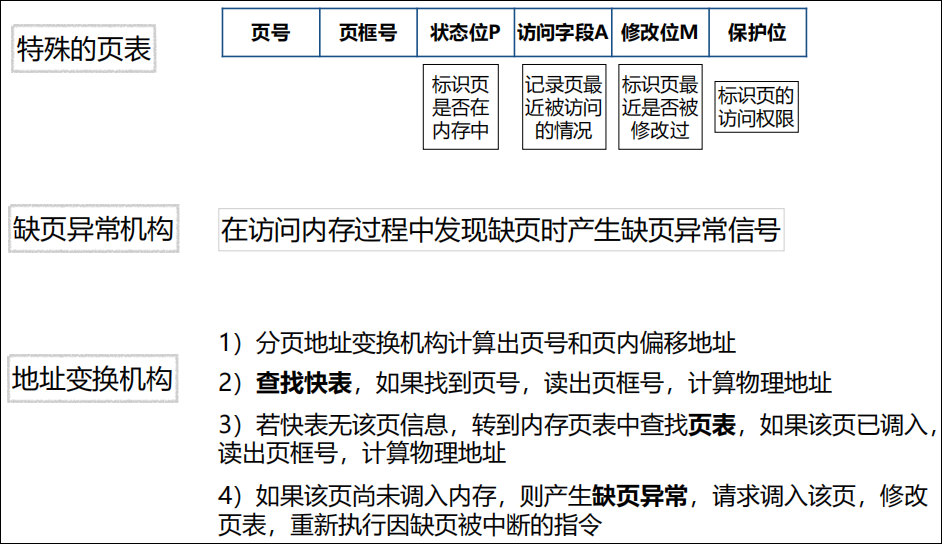 特殊的页表
页号 页框号 状态位P 访问字段A 修改位M 保护位
标识页
是否在
内存中
记录页最
近被访问
的情况
标识页最
近是否被
修改过
标识页的
访问权限
缺页异常机构
在访问内存过程中发现缺页时产生缺页异常信号
地址变换机构
1）分页地址变换机构计算出页号和页内偏移地址
2）查找快表，如果找到页号，读出页框号，计算物理地址
3）若快表无该页信息，转到内存页表中查找页表，如果该页已调入，
读出页框号，计算物理地址
4）如果该页尚未调入内存，则产生缺页异常，请求调入该页，修改
页表，重新执行因缺页被中断的指令